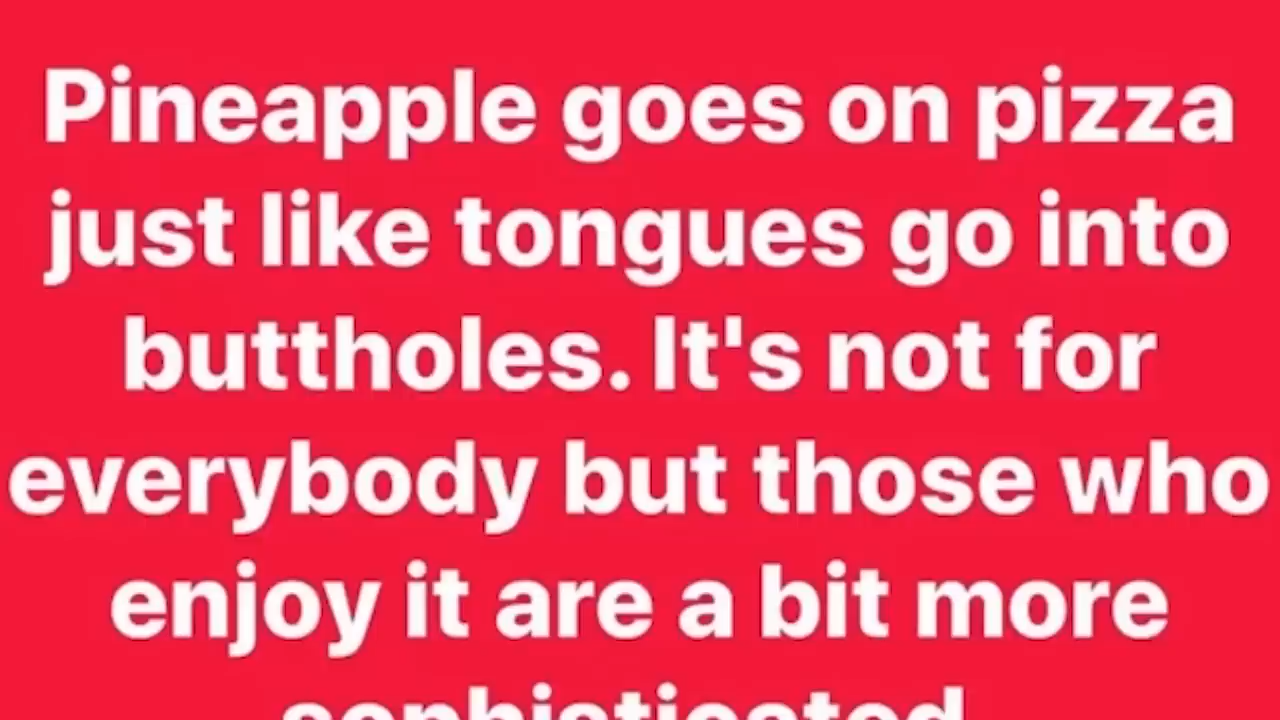 Pineapple goes on pizza
just like tongues go into
buttholes. It's not for
everybody but those who
enjoy it are a bit more
sophisticated